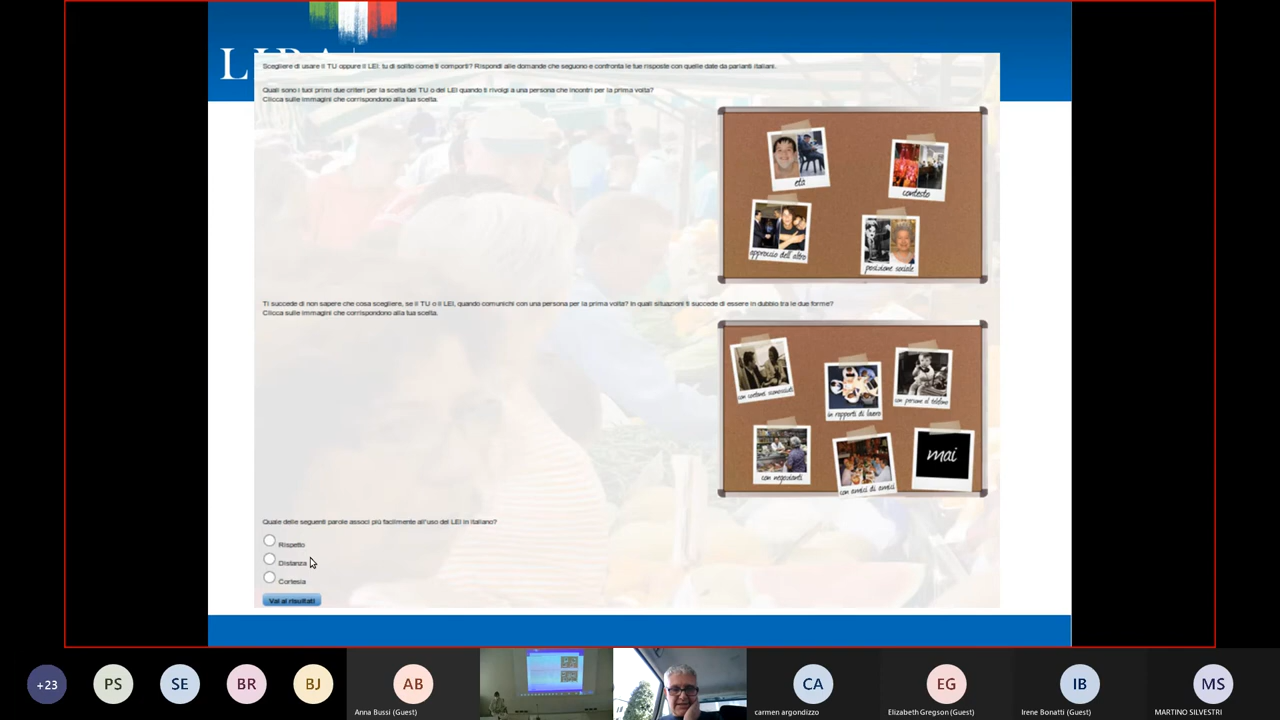 Scegliere di usare il TU oppure il LEI, tu di solito come ti comporti? Rispondi alle domande che seguono e confronta le tue risposte con quelle date da parlanti italiani.
Quali sono i tuoi primi due criteri per la scelta del TU o del LEI quando ti rivolgi a una persona che incontri per la prima volta?
Clicca sulle immagini che corrispondono alla tua scelta.
età
contesto
approccio dell'altro
posizione sociale
Ti succede di non sapere che cosa scegliere, se il TU o il LEI, quando comunichi con una persona per la prima volta? In quali situazioni ti succede di essere in dubbio tra le due forme?
Clicca sulle immagini che corrispondono alla tua scelta.
con
in rapporti di lavoro
con persone al telefono
con negozianti
con amici di amici
mai
Quale delle seguenti parole associ più facilmente all'uso del LEI in italiano?
Rispetto
Distanza
Cortesia
Vai ai risultati
+23
PS
SE
BR
BJ
AB
CA
EG
IB
MS
Anna Bussi (Guest)
carmen argondizzo
Elizabeth Gregson (Guest)
Irene Bonatti (Guest)
MARTINO SILVESTRI